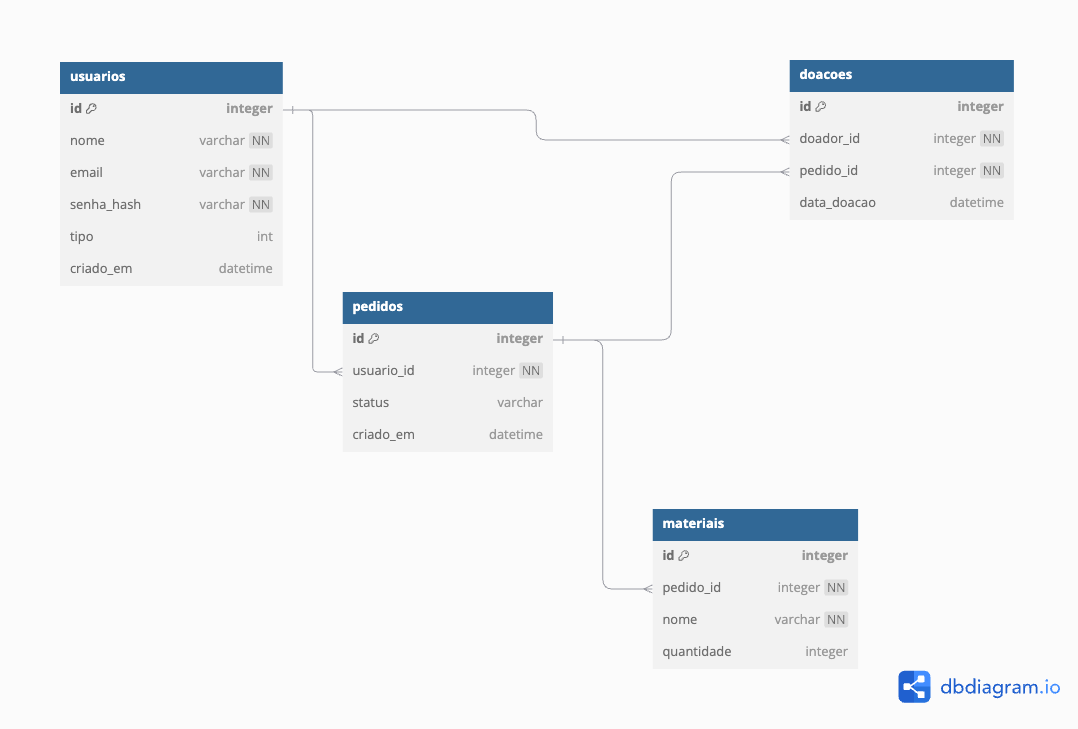 usuarios
id integer
nome varchar NN
email varchar NN
senha_hash varchar NN
tipo int
criado_em datetime
doacoes
id integer
doador_id integer NN
pedido_id integer NN
data_doacao datetime
pedidos
id integer
usuario_id integer NN
status varchar
criado_em datetime
materiais
id integer
pedido_id integer NN
nome varchar NN
quantidade integer
dbdiagram.io